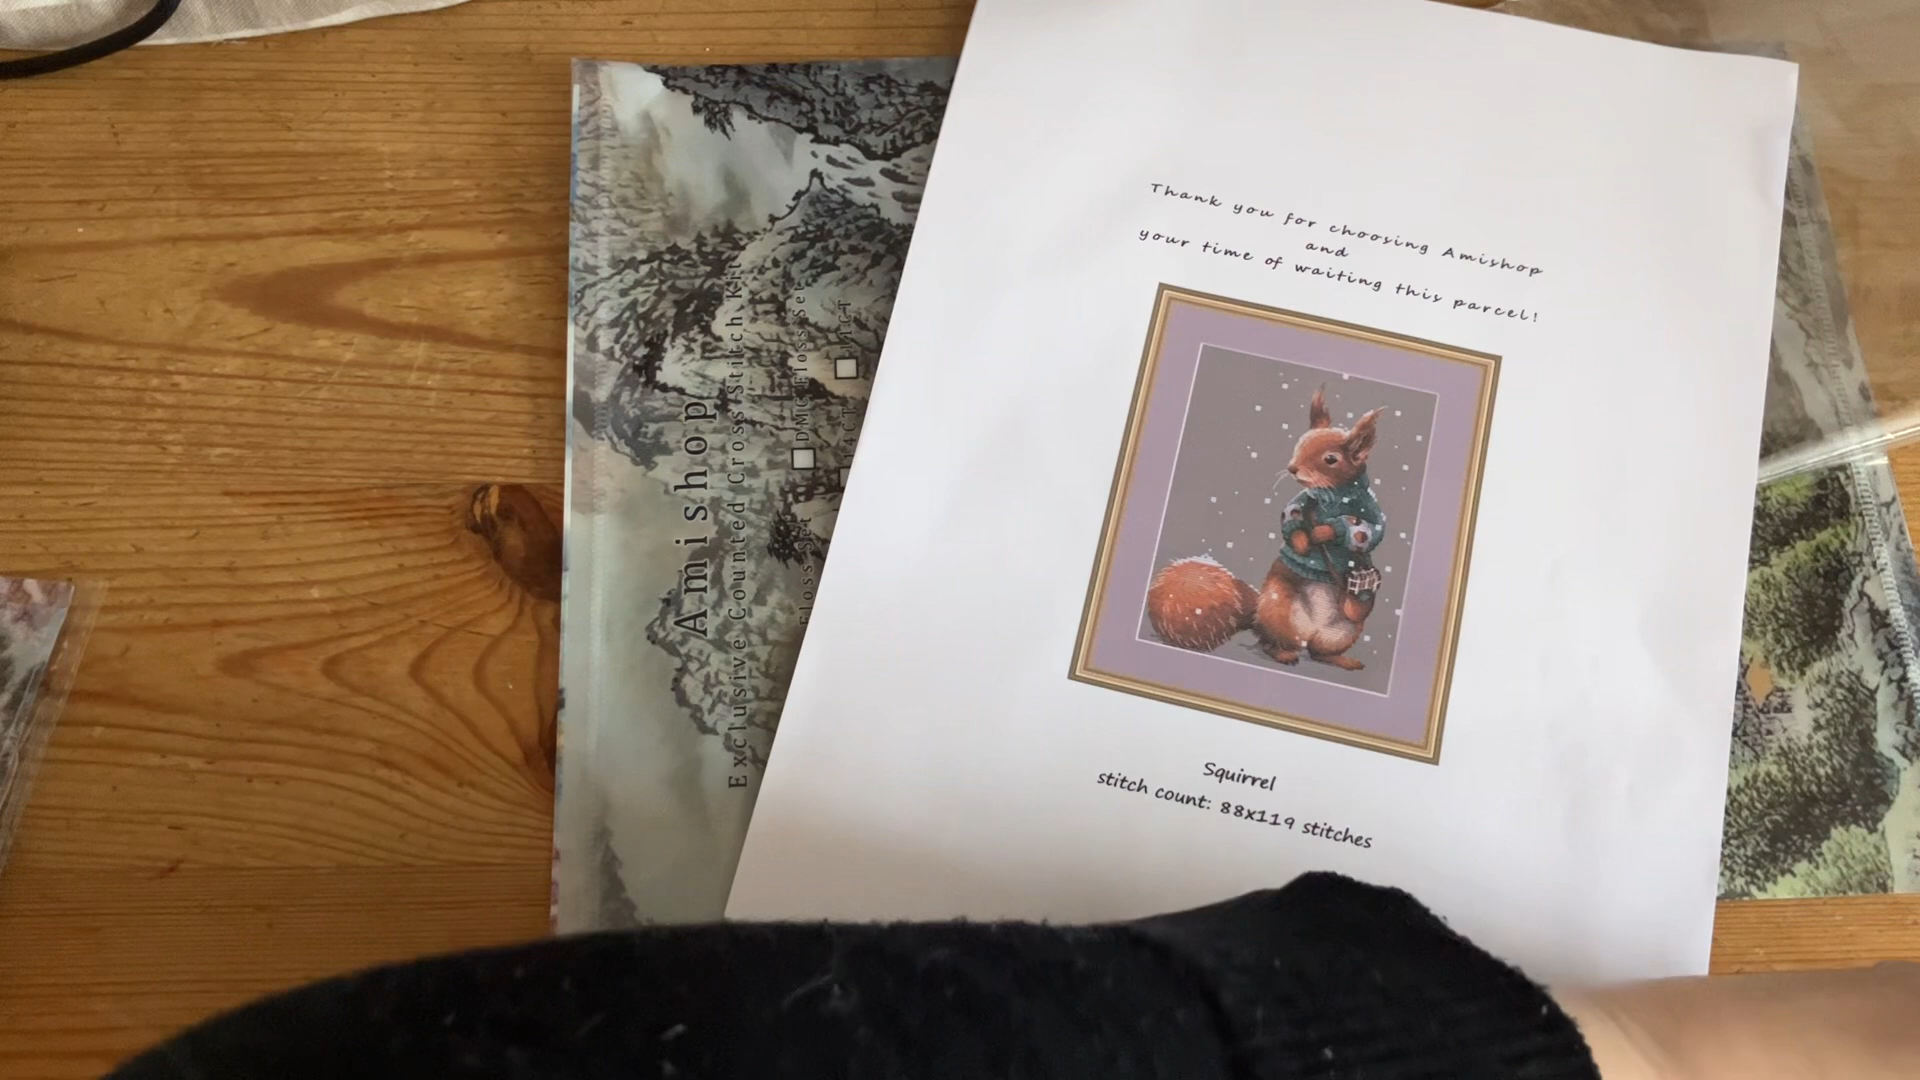 Thank you for choosing Amishop
and
your time of waiting this parcel!
Squirrel
stitch count: 88x119 stitches
Amishop
Exclusive Counted Cross Stitch Kit
Floss Set DMC Floss Set
14CT 11CT